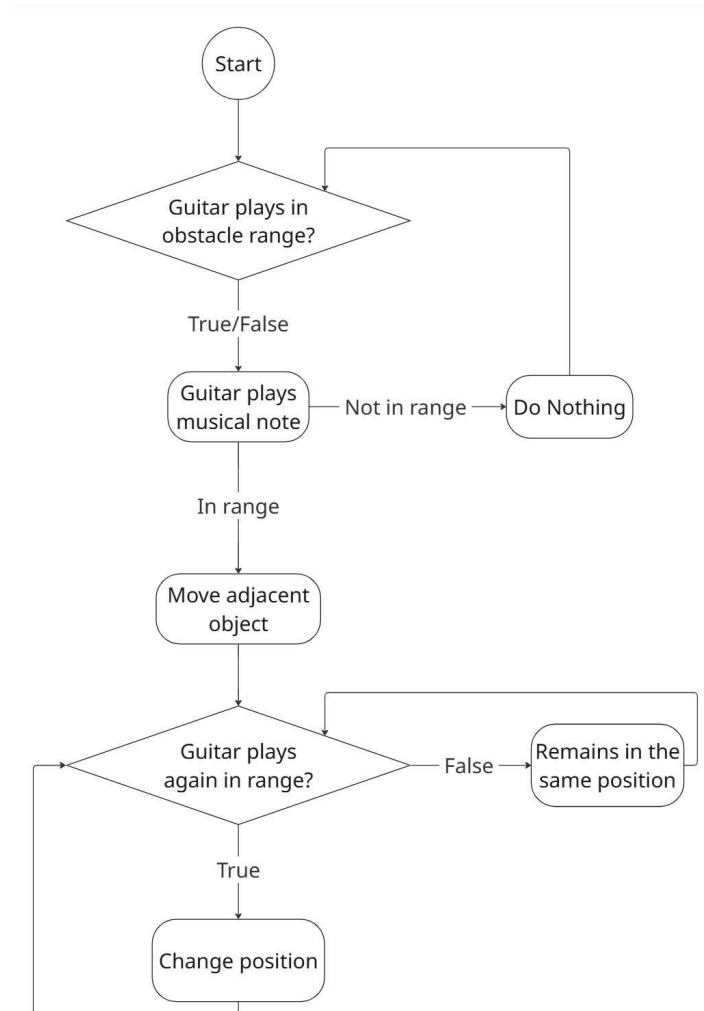 Start
Guitar plays in
obstacle range?
True/False
Guitar plays
musical note
Not in range
Do Nothing
In range
Move adjacent
object
Guitar plays
again in range?
False
Remains in the
same position
True
Change position